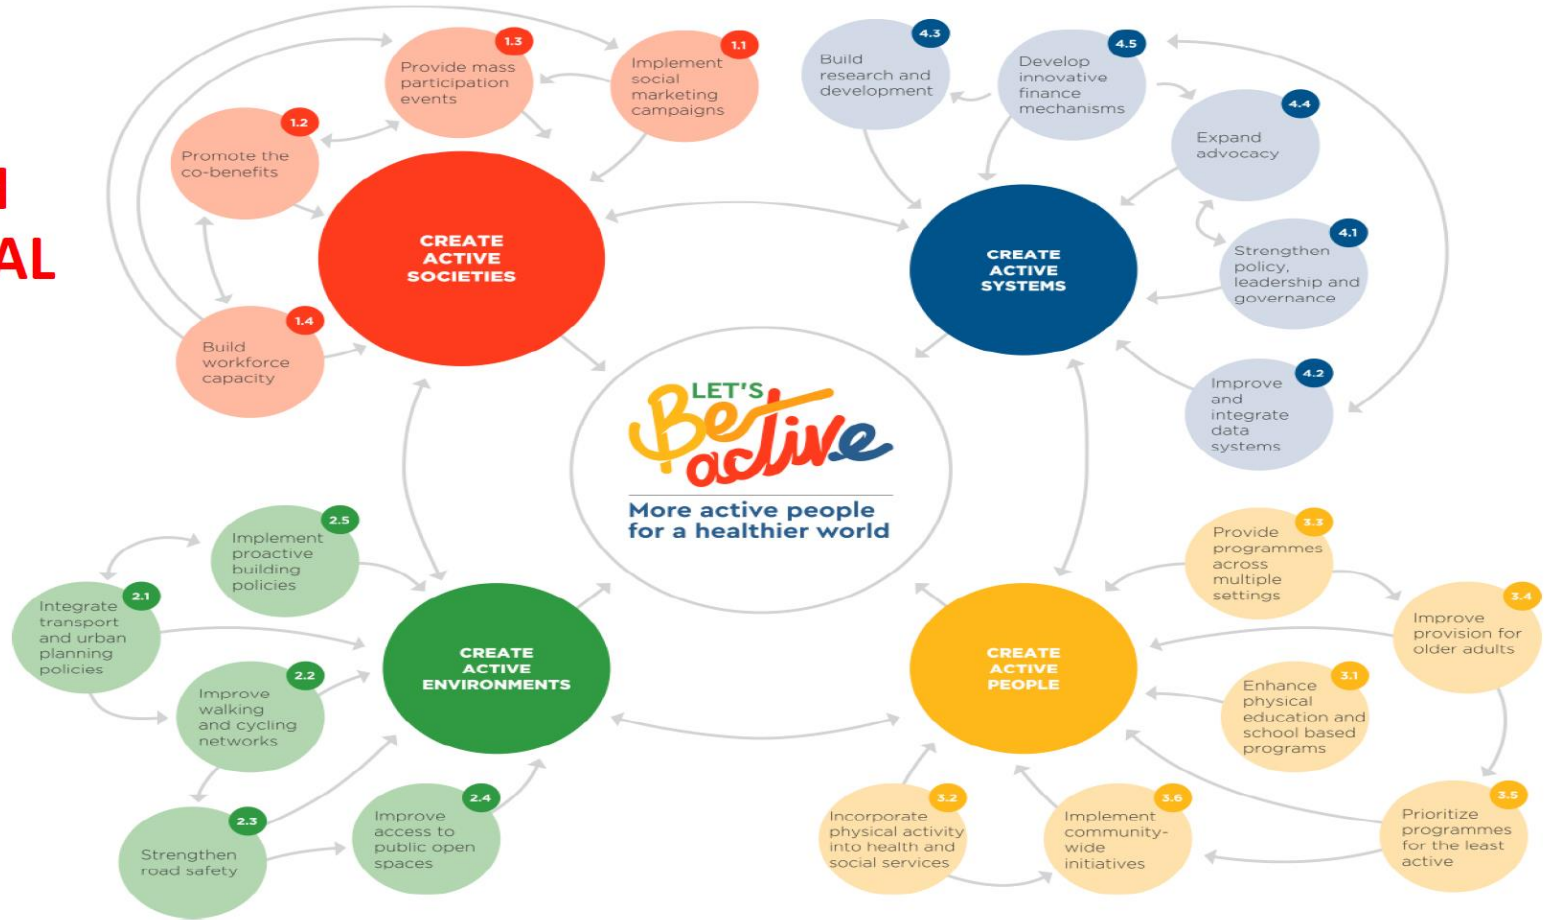 AL
1.3
Provide mass
participation
events
1.1
Implement
social
marketing
campaigns
1.2
Promote the
co-benefits
CREATE
ACTIVE
SOCIETIES
1.4
Build
workforce
capacity
4.3
Build
research and
development
4.5
Develop
innovative
finance
mechanisms
4.4
Expand
advocacy
CREATE
ACTIVE
SYSTEMS
4.1
Strengthen
policy,
leadership and
governance
4.2
Improve
and
integrate
data
systems
LET'S
Be
active
More active people
for a healthier world
2.5
Implement
proactive
building
policies
2.1
Integrate
transport
and urban
planning
policies
2.2
Improve
walking
and cycling
networks
CREATE
ACTIVE
ENVIRONMENTS
2.3
Strengthen
road safety
2.4
Improve
access to
public open
spaces
3.3
Provide
programmes
across
multiple
settings
3.4
Improve
provision for
older adults
CREATE
ACTIVE
PEOPLE
3.1
Enhance
physical
education and
school based
programs
3.2
Incorporate
physical activity
into health and
social services
3.6
Implement
community-
wide
initiatives
3.5
Prioritize
programmes
for the least
active